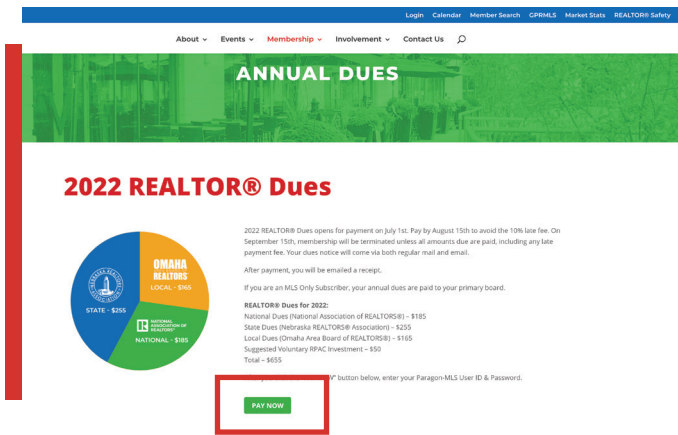 Login Calendar Member Search GPRMLS Market Stats REALTOR® Safety
About Events Membership Involvement Contact Us
ANNUAL DUES
2022 REALTOR® Dues
2022 REALTOR® Dues opens for payment on July 1st. Pay by August 15th to avoid the 10% late fee. On
September 15th, membership will be terminated unless all amounts due are paid, including any late
payment fee. Your dues notice will come via both regular mail and email.
After payment, you will be emailed a receipt.
If you are an MLS Only Subscriber, your annual dues are paid to your primary board.
REALTOR® Dues for 2022:
National Dues (National Association of REALTORS®) – $185
State Dues (Nebraska REALTORS® Association) – $255
Local Dues (Omaha Area Board of REALTORS®) – $165
Suggested Voluntary RPAC Investment – $50
Total – $655
button below, enter your Paragon-MLS User ID & Password.
PAY NOW
OMAHA
REALTORS®
LOCAL - $165
NEBRASKA REALTORS ASSOCIATION
STATE - $255
NATIONAL
ASSOCIATION OF
REALTORS®
NATIONAL - $185